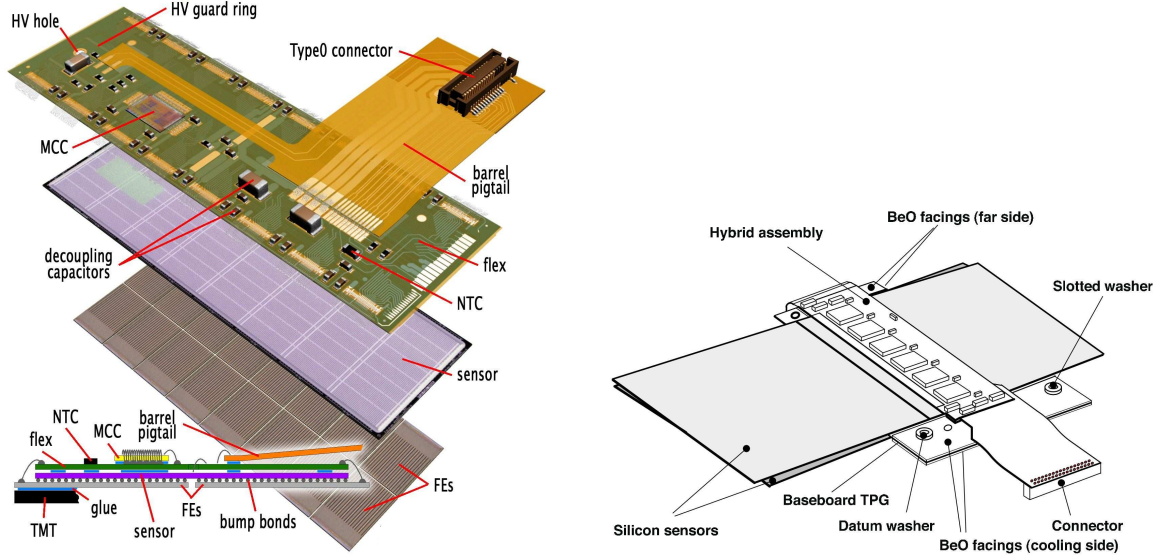 HV hole
HV guard ring
Type0 connector
MCC
barrel
pigtail
decoupling
capacitors
flex
NTC
sensor
NTC
flex
MCC
barrel
pigtail
FEs
FEs
glue
TMT
sensor
bump bonds
BeO facings (far side)
Hybrid assembly
Slotted washer
Silicon sensors
Baseboard TPG
Datum washer
BeO facings (cooling side)
Connector